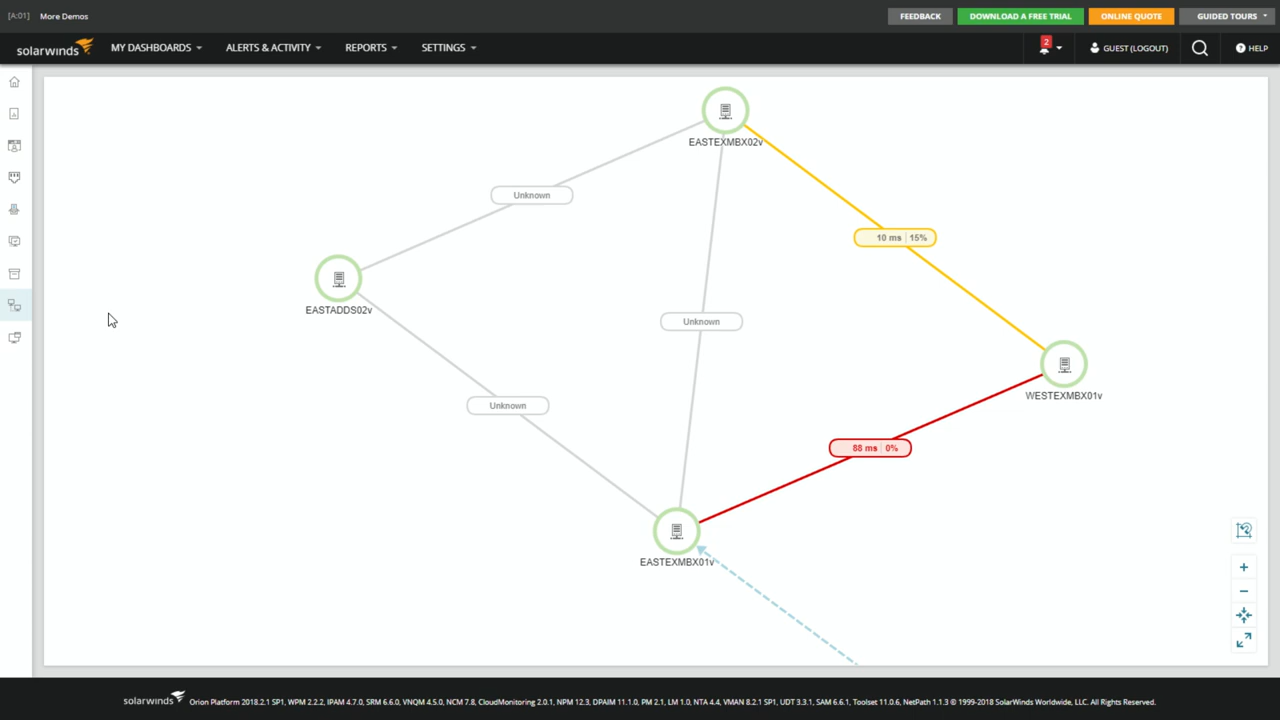 [A:01] More Demos FEEDBACK DOWNLOAD A FREE TRIAL ONLINE QUOTE GUIDED TOURS
solarwinds MY DASHBOARDS ALERTS & ACTIVITY REPORTS SETTINGS 2 GUEST (LOGOUT) ? HELP
EASTEXMBX02v
Unknown
10 ms 15%
EASTADDS02v
Unknown
WESTEXMBX01v
Unknown
88 ms 0%
EASTEXMBX01v
solarwinds Orion Platform 2018.2.1 SP1, WPM 2.2.2, IPAM 4.7.0, SRM 6.6.0, VNQM 4.5.0, NCM 7.8, CloudMonitoring 2.0.1, NPM 12.3, DPAIM 11.1.0, PM 2.1, LM 1.0, NTA 4.4, VMAN 8.2.1 SP1, UDT 3.3.1, SAM 6.6.1, Toolset 11.0.6, NetPath 1.1.3 © 1999-2018 SolarWinds Worldwide, LLC. All Rights Reserved.